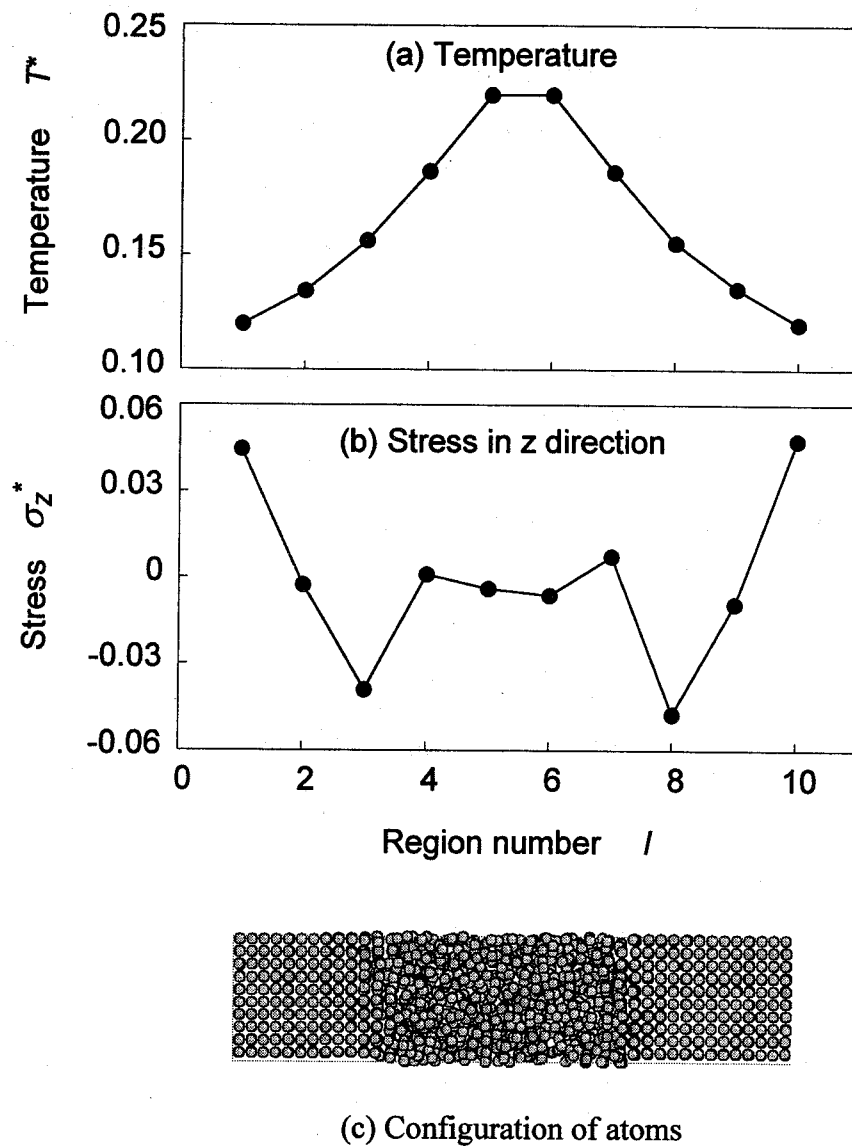 0.25
(a) Temperature
Temperature T*
0.20
0.15
0.10
0.06
(b) Stress in z direction
Stress σz*
0.03
0
-0.03
-0.06
0 2 4 6 8 10
Region number I
(c) Configuration of atoms